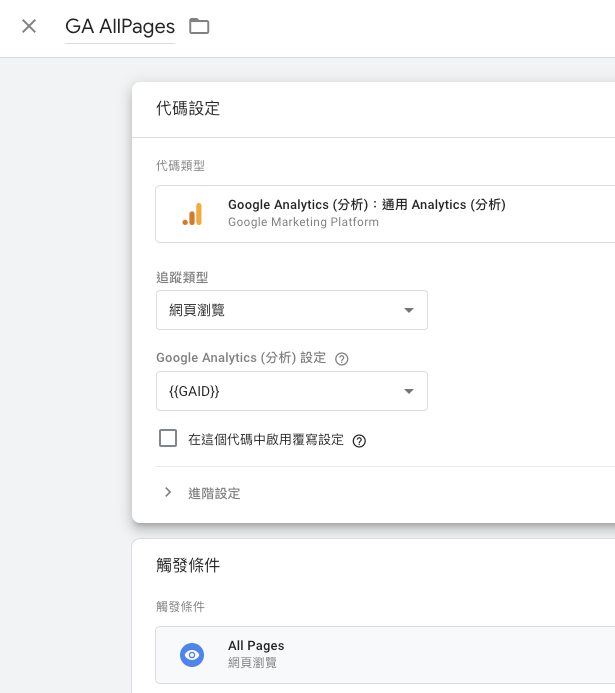 GA AllPages
代碼設定
代碼類型
Google Analytics (分析)：通用 Analytics (分析)
Google Marketing Platform
追蹤類型
網頁瀏覽
Google Analytics (分析) 設定
{{GAID}}
在這個代碼中啟用覆寫設定
進階設定
觸發條件
觸發條件
All Pages
網頁瀏覽